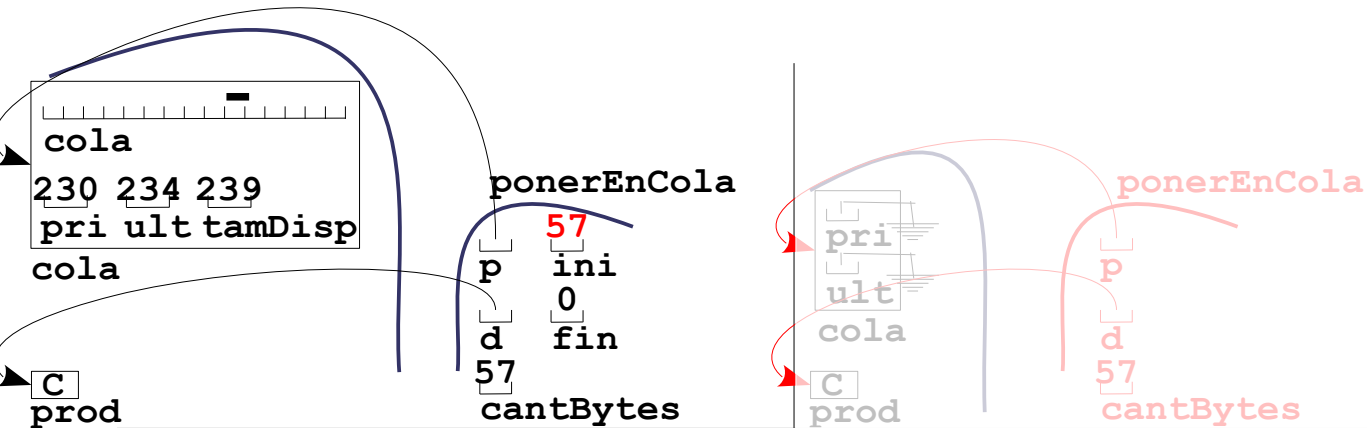 cola
230 234 239
pri ult tamDisp
cola
C
prod
ponerEnCola
57
p ini
0
d fin
57
cantBytes
pri
ult
cola
C
prod
ponerEnCola
p
d
57
cantBytes